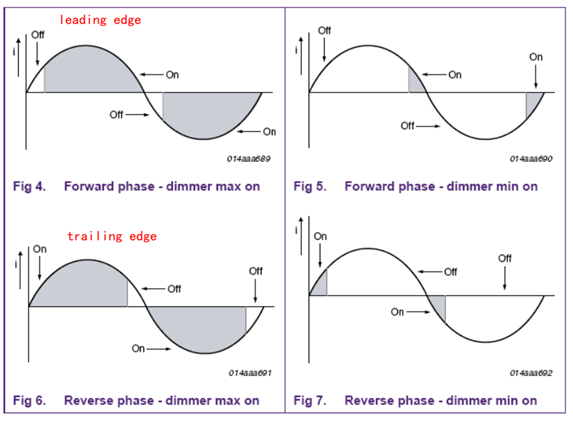 leading edge
Off
i
On
Off
On
014aaa689
Fig 4. Forward phase - dimmer max on
Off
i
On
On
Off
014aaa690
Fig 5. Forward phase - dimmer min on
trailing edge
On
i
Off
Off
On
014aaa691
Fig 6. Reverse phase - dimmer max on
On
i
Off
Off
On
014aaa692
Fig 7. Reverse phase - dimmer min on